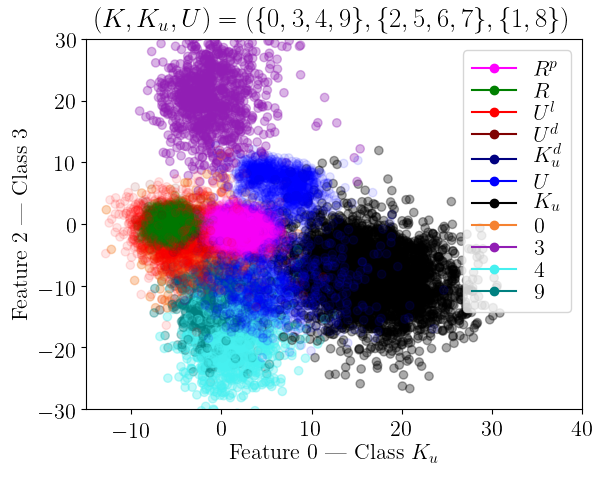 (K, K_u, U) = ({0, 3, 4, 9}, {2, 5, 6, 7}, {1, 8})
30
20
10
0
−10
−20
−30
Feature 2 — Class 3
R^p
R
U^l
U^d
K_u^d
U
K_u
0
3
4
9
−10
0
10
20
30
40
Feature 0 — Class K_u